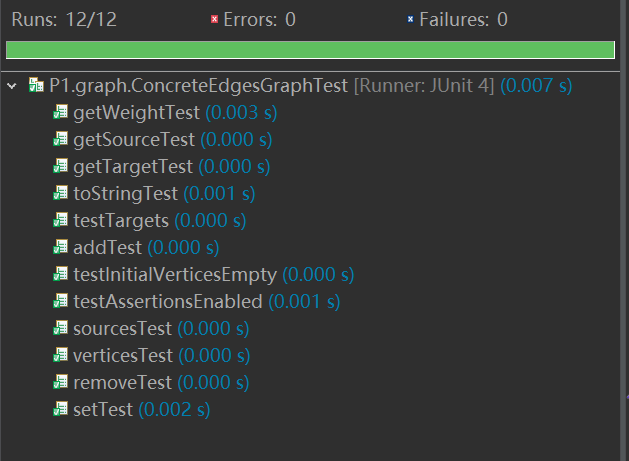 Runs: 12/12 Errors: 0 Failures: 0
P1.graph.ConcreteEdgesGraphTest [Runner: JUnit 4] (0.007 s)
getWeightTest (0.003 s)
getSourceTest (0.000 s)
getTargetTest (0.000 s)
toStringTest (0.001 s)
testTargets (0.000 s)
addTest (0.000 s)
testInitialVerticesEmpty (0.000 s)
testAssertionsEnabled (0.001 s)
sourcesTest (0.000 s)
verticesTest (0.000 s)
removeTest (0.000 s)
setTest (0.002 s)